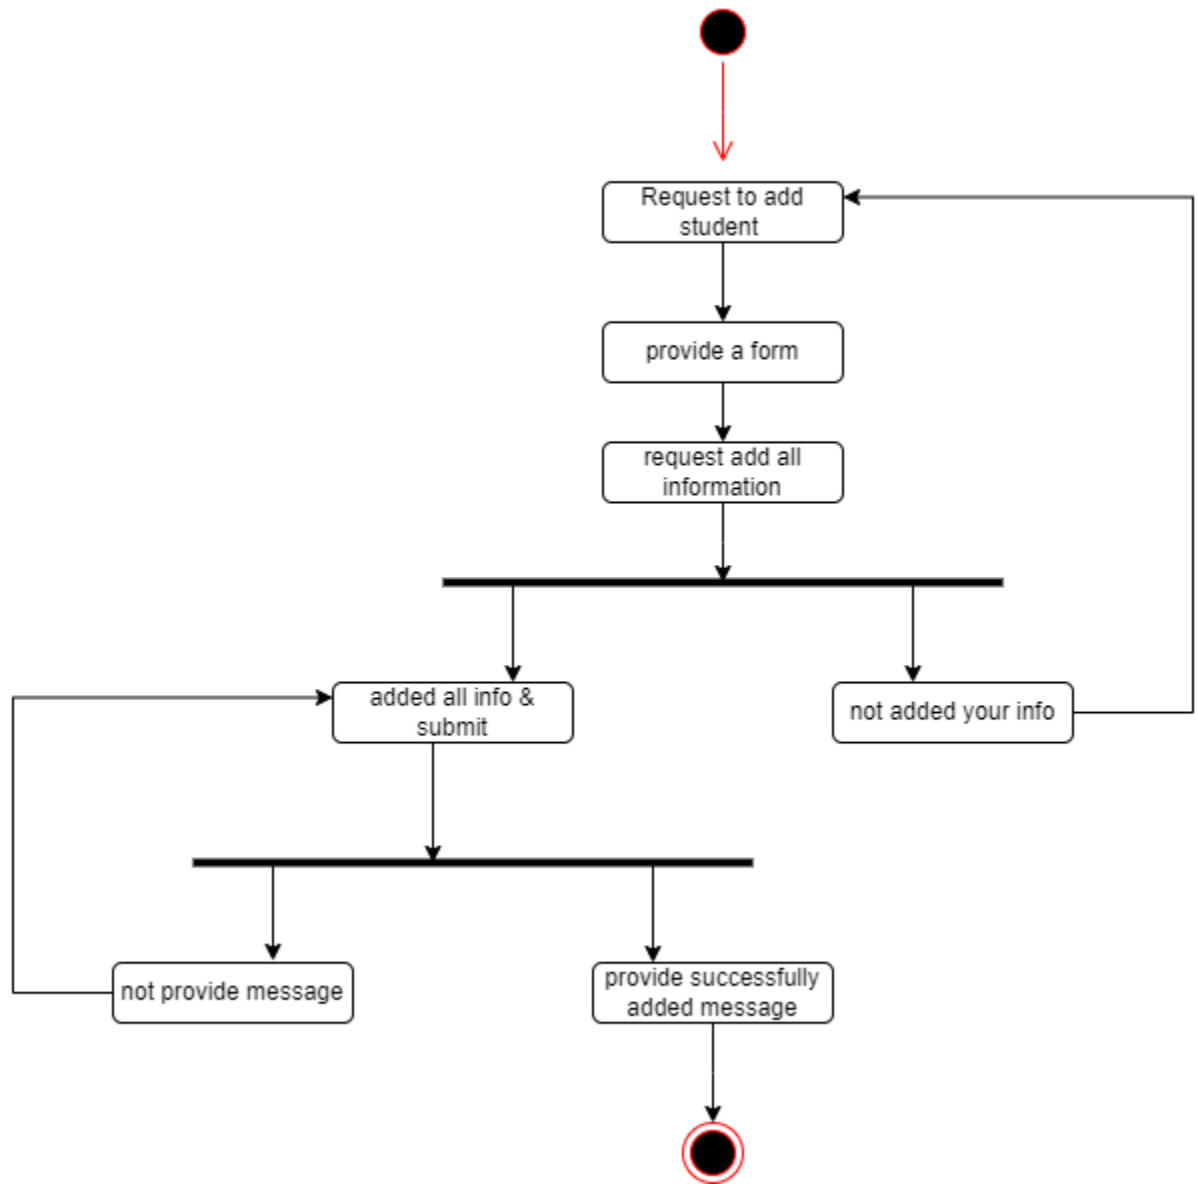 Request to add
student
provide a form
request add all
information
added all info &
submit
not added your info
not provide message
provide successfully
added message